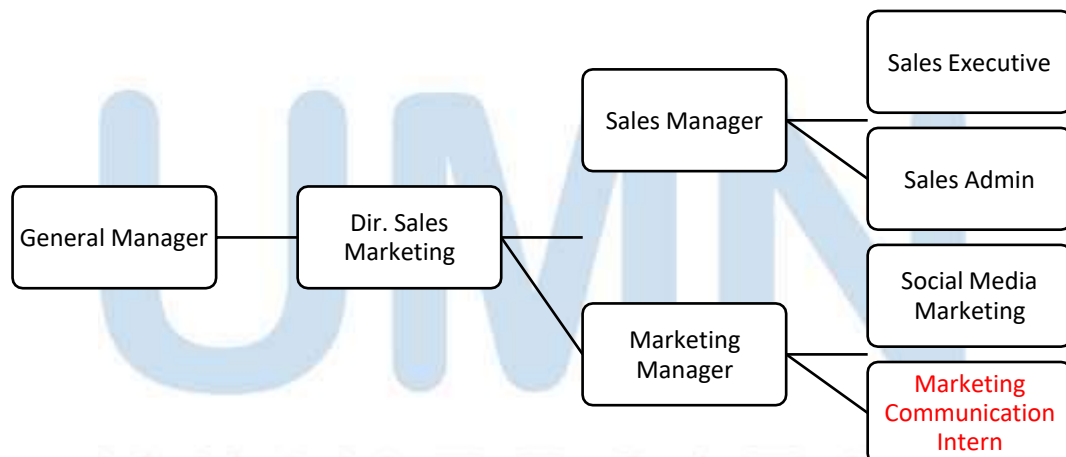 General Manager
Dir. Sales
Marketing
Sales Manager
Marketing
Manager
Sales Executive
Sales Admin
Social Media
Marketing
Marketing
Communication
Intern
UMN